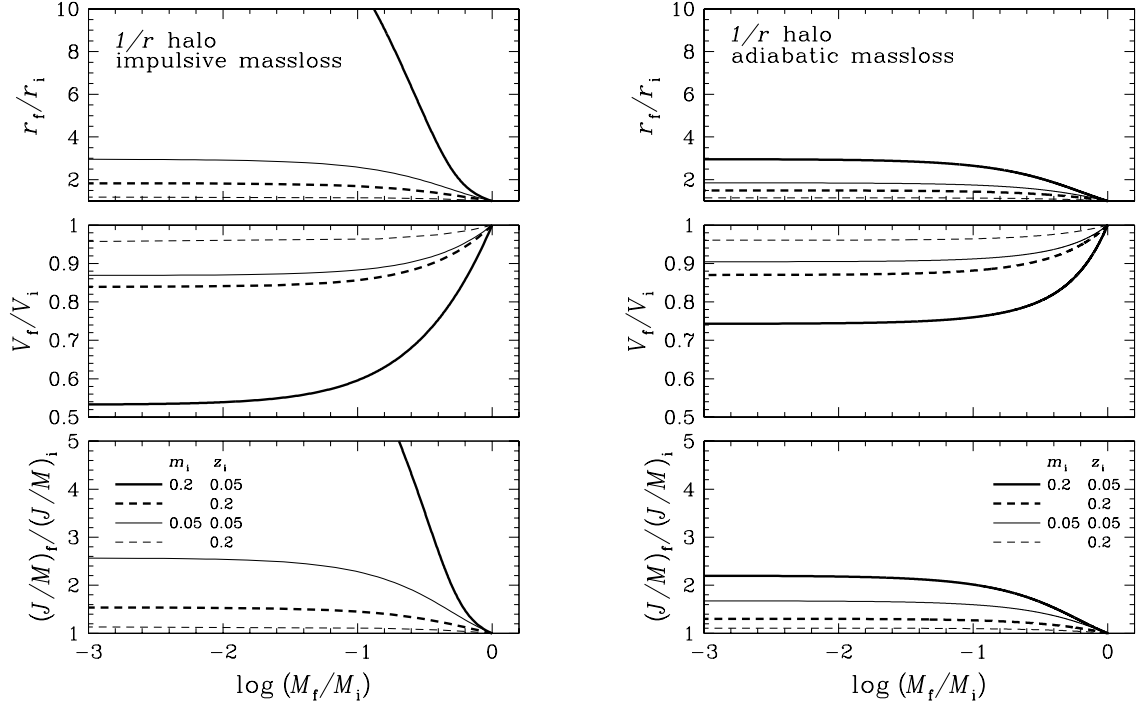 1/r halo
impulsive massloss
10
8
6
4
2
r_f/r_i
1
0.9
0.8
0.7
0.6
0.5
V_f/V_i
5
4
3
2
1
(J/M)_f/(J/M)_i
m_i z_i
0.2 0.05
0.2
0.05 0.05
0.2
−3 −2 −1 0
log (M_f/M_i)
1/r halo
adiabatic massloss
10
8
6
4
2
r_f/r_i
1
0.9
0.8
0.7
0.6
0.5
V_f/V_i
5
4
3
2
1
(J/M)_f/(J/M)_i
m_i z_i
0.2 0.05
0.2
0.05 0.05
0.2
−3 −2 −1 0
log (M_f/M_i)